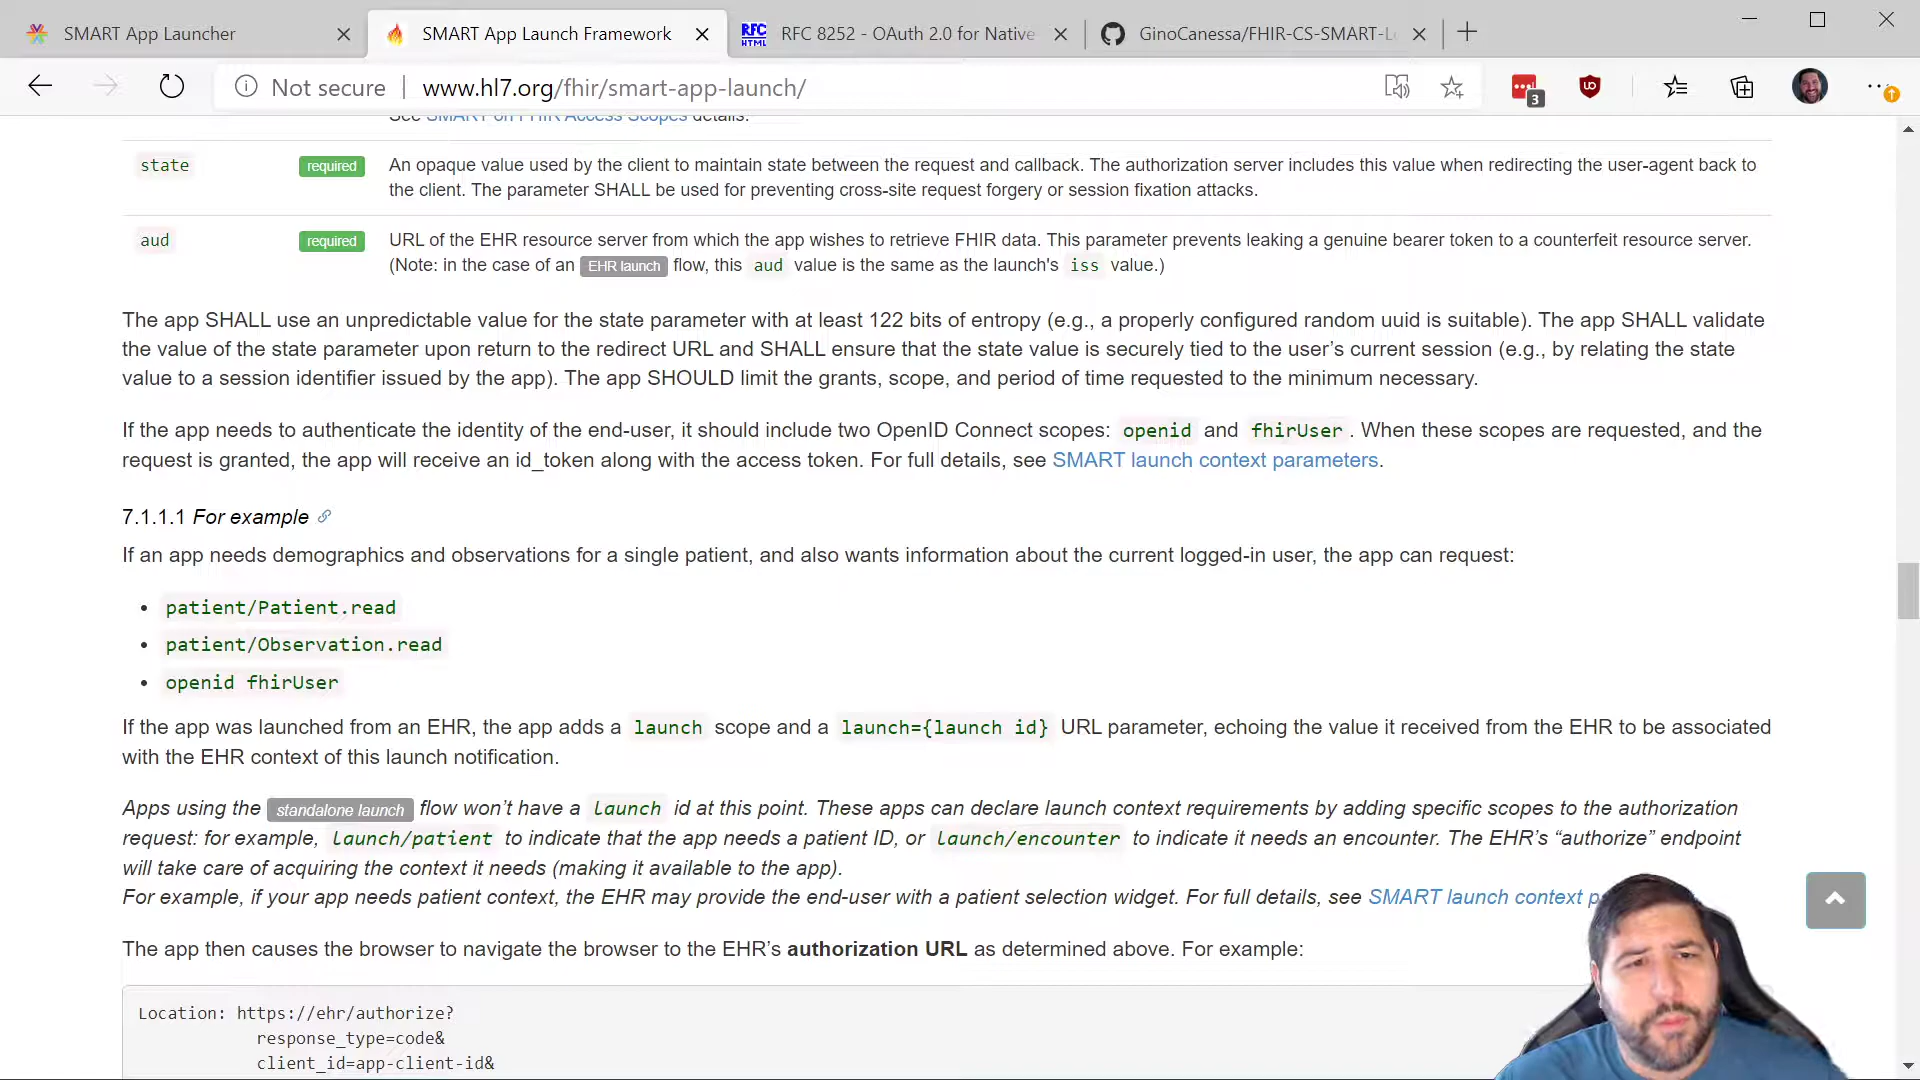 SMART App Launcher
SMART App Launch Framework
RFC HTML
RFC 8252 - OAuth 2.0 for Native
GinoCanessa/FHIR-CS-SMART-L
Not secure
www.hl7.org/fhir/smart-app-launch/
3
See SMART on FHIR Access Scopes details.
state required An opaque value used by the client to maintain state between the request and callback. The authorization server includes this value when redirecting the user-agent back to
the client. The parameter SHALL be used for preventing cross-site request forgery or session fixation attacks.
aud required URL of the EHR resource server from which the app wishes to retrieve FHIR data. This parameter prevents leaking a genuine bearer token to a counterfeit resource server.
(Note: in the case of an EHR launch flow, this aud value is the same as the launch's iss value.)
The app SHALL use an unpredictable value for the state parameter with at least 122 bits of entropy (e.g., a properly configured random uuid is suitable). The app SHALL validate
the value of the state parameter upon return to the redirect URL and SHALL ensure that the state value is securely tied to the user’s current session (e.g., by relating the state
value to a session identifier issued by the app). The app SHOULD limit the grants, scope, and period of time requested to the minimum necessary.
If the app needs to authenticate the identity of the end-user, it should include two OpenID Connect scopes: openid and fhirUser. When these scopes are requested, and the
request is granted, the app will receive an id_token along with the access token. For full details, see SMART launch context parameters.
7.1.1.1 For example
If an app needs demographics and observations for a single patient, and also wants information about the current logged-in user, the app can request:
• patient/Patient.read
• patient/Observation.read
• openid fhirUser
If the app was launched from an EHR, the app adds a launch scope and a launch={launch id} URL parameter, echoing the value it received from the EHR to be associated
with the EHR context of this launch notification.
Apps using the standalone launch flow won’t have a launch id at this point. These apps can declare launch context requirements by adding specific scopes to the authorization
request: for example, launch/patient to indicate that the app needs a patient ID, or launch/encounter to indicate it needs an encounter. The EHR’s “authorize” endpoint
will take care of acquiring the context it needs (making it available to the app).
For example, if your app needs patient context, the EHR may provide the end-user with a patient selection widget. For full details, see SMART launch context p
The app then causes the browser to navigate the browser to the EHR’s authorization URL as determined above. For example:
Location: https://ehr/authorize?
response_type=code&
client_id=app-client-id&